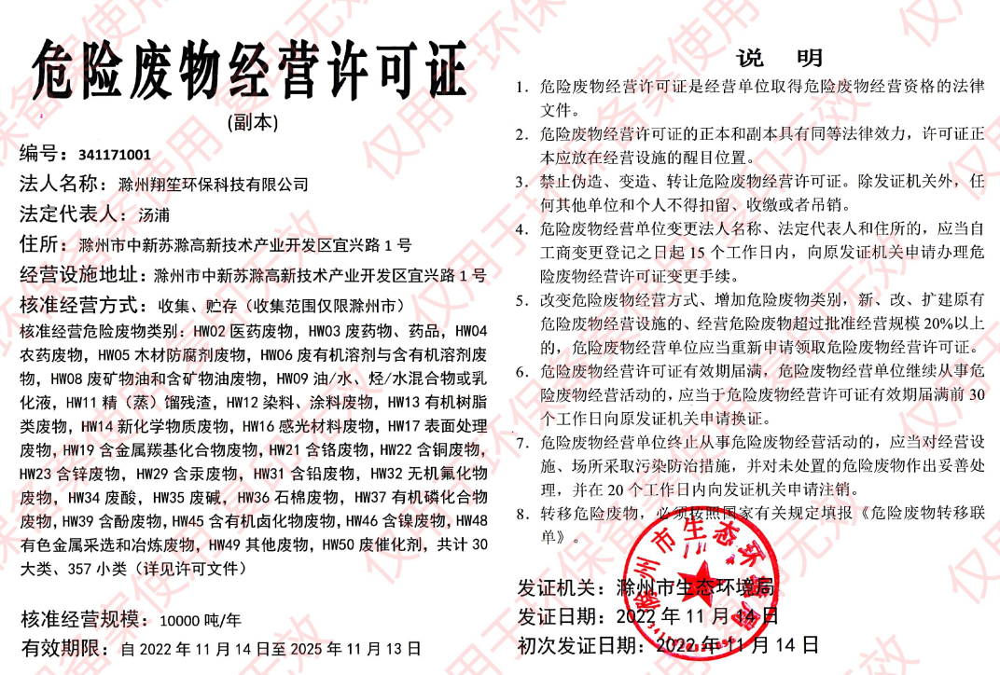 危险废物经营许可证
(副本)
编号：341171001
法人名称：滁州翔笙环保科技有限公司
法定代表人：汤浦
住所：滁州市中新苏滁高新技术产业开发区宜兴路1号
经营设施地址：滁州市中新苏滁高新技术产业开发区宜兴路1号
核准经营方式：收集、贮存（收集范围仅限滁州市）
核准经营危险废物类别：HW02 医药废物，HW03 废药物、药品，HW04
农药废物，HW05 木材防腐剂废物，HW06 废有机溶剂与含有机溶剂废
物，HW08 废矿物油和含矿物油废物，HW09 油/水、烃/水混合物或乳
化液，HW11 精（蒸）馏残渣，HW12 染料、涂料废物，HW13 有机树脂
类废物，HW14 新化学物质废物，HW16 感光材料废物，HW17 表面处理
废物，HW19 含金属羰基化合物废物，HW21 含铬废物，HW22 含铜废物，
HW23 含锌废物，HW29 含汞废物，HW31 含铅废物，HW32 无机氟化物
废物，HW34 废酸，HW35 废碱，HW36 石棉废物，HW37 有机磷化合物
废物，HW39 含酚废物，HW45 含有机卤化物废物，HW46 含镍废物，HW48
有色金属采选和冶炼废物，HW49 其他废物，HW50 废催化剂，共计 30
大类、357 小类（详见许可文件）
核准经营规模：10000 吨/年
有效期限：自 2022 年 11 月 14 日至 2025 年 11 月 13 日
说 明
1. 危险废物经营许可证是经营单位取得危险废物经营资格的法律
文件。
2. 危险废物经营许可证的正本和副本具有同等法律效力，许可证正
本应放在经营设施的醒目位置。
3. 禁止伪造、变造、转让危险废物经营许可证。除发证机关外，任
何其他单位和个人不得扣留、收缴或者吊销。
4. 危险废物经营单位变更法人名称、法定代表人和住所的，应当自
工商变更登记之日起 15 个工作日内，向原发证机关申请办理危
险废物经营许可证变更手续。
5. 改变危险废物经营方式、增加危险废物类别，新、改、扩建原有
危险废物经营设施的、经营危险废物超过批准经营规模 20%以上
的，危险废物经营单位应当重新申请领取危险废物经营许可证。
6. 危险废物经营许可证有效期届满，危险废物经营单位继续从事危
险废物经营活动的，应当于危险废物经营许可证有效期届满前 30
个工作日向原发证机关申请换证。
7. 危险废物经营单位终止从事危险废物经营活动的，应当对经营设
施、场所采取污染防治措施，并对未处置的危险废物作出妥善处
理，并在 20 个工作日内向发证机关申请注销。
8. 转移危险废物，必须按照国家有关规定填报《危险废物转移联
单》。
发证机关：滁州市生态环境局
发证日期：2022 年 11 月 14 日
初次发证日期：2022 年 11 月 14 日
滁州市生态环境局
仅用于环保备案使用 复印无效